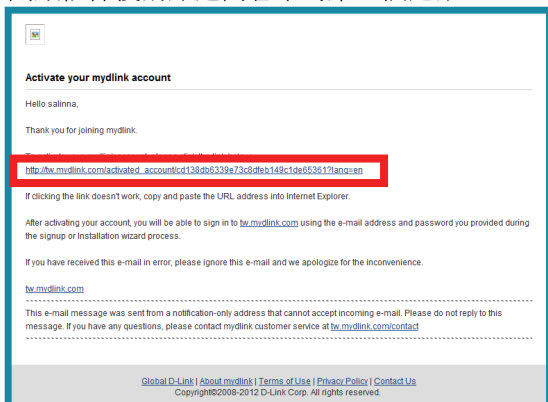 Activate your mydlink account
Hello salinna,
Thank you for joining mydlink.
http://tw.mydlink.com/activated_account/cd138db6339e73c8dfeb149c1de65361?lang=en
If clicking the link doesn't work, copy and paste the URL address into Internet Explorer.
After activating your account, you will be able to sign in to tw.mydlink.com using the e-mail address and password you provided during
the signup or Installation wizard process.
If you have received this e-mail in error, please ignore this e-mail and we apologize for the inconvenience.
tw.mydlink.com
This e-mail message was sent from a notification-only address that cannot accept incoming e-mail. Please do not reply to this
message. If you have any questions, please contact mydlink customer service at tw.mydlink.com/contact
Global D-Link | About mydlink | Terms of Use | Privacy Policy | Contact Us
Copyright©2008-2012 D-Link Corp. All rights reserved.